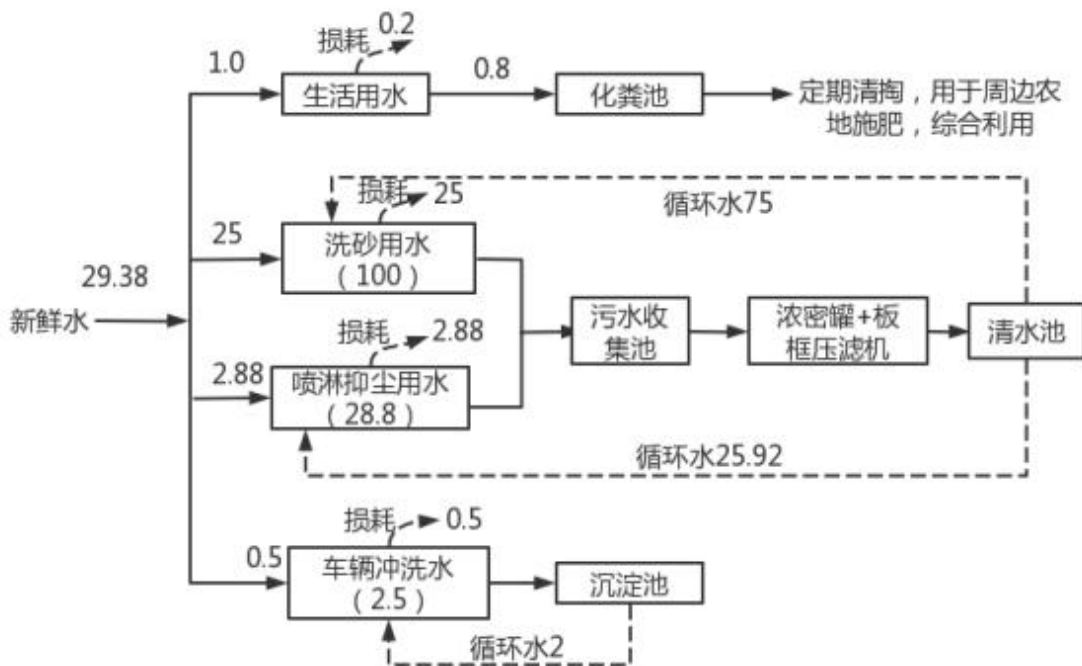 损耗 0.2
1.0
生活用水
0.8
化粪池
定期清掏，用于周边农
地施肥，综合利用
损耗 25
循环水75
25
洗砂用水
（100）
29.38
新鲜水
损耗 2.88
2.88
喷淋抑尘用水
（28.8）
污水收
集池
浓密罐+板
框压滤机
清水池
循环水25.92
损耗 0.5
0.5
车辆冲洗水
（2.5）
沉淀池
循环水2